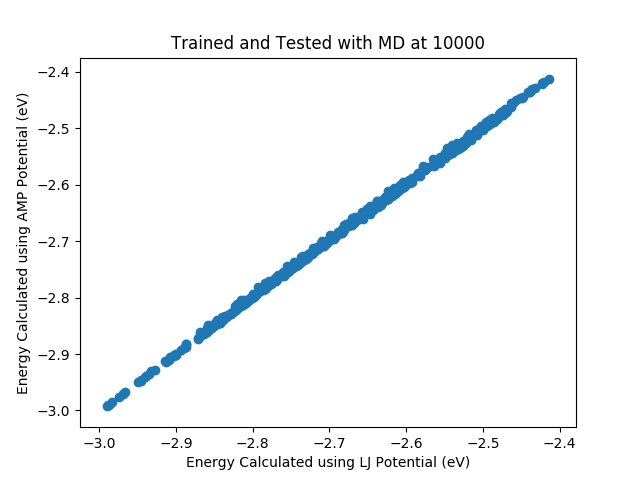 Trained and Tested with MD at 10000
Energy Calculated using AMP Potential (eV)
−2.4
−2.5
−2.6
−2.7
−2.8
−2.9
−3.0
−3.0 −2.9 −2.8 −2.7 −2.6 −2.5 −2.4
Energy Calculated using LJ Potential (eV)